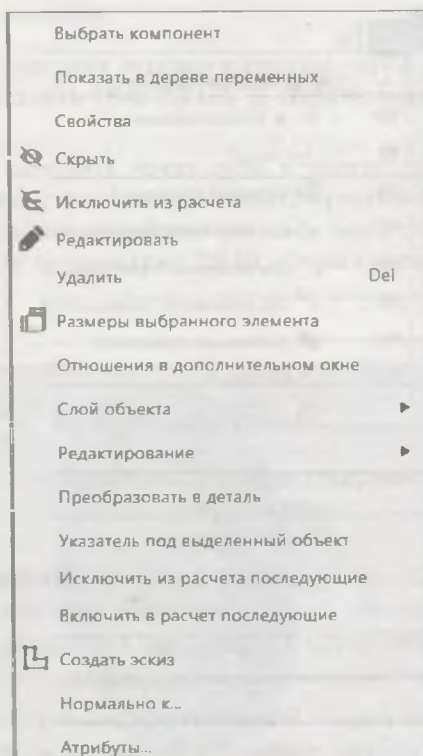 Выбрать компонент
Показать в дереве переменных
Свойства
Скрыть
Исключить из расчета
Редактировать
Удалить Del
Размеры выбранного элемента
Отношения в дополнительном окне
Слой объекта
Редактирование
Преобразовать в деталь
Указатель под выделенный объект
Исключить из расчета последующие
Включить в расчет последующие
Создать эскиз
Нормально к...
Атрибуты...